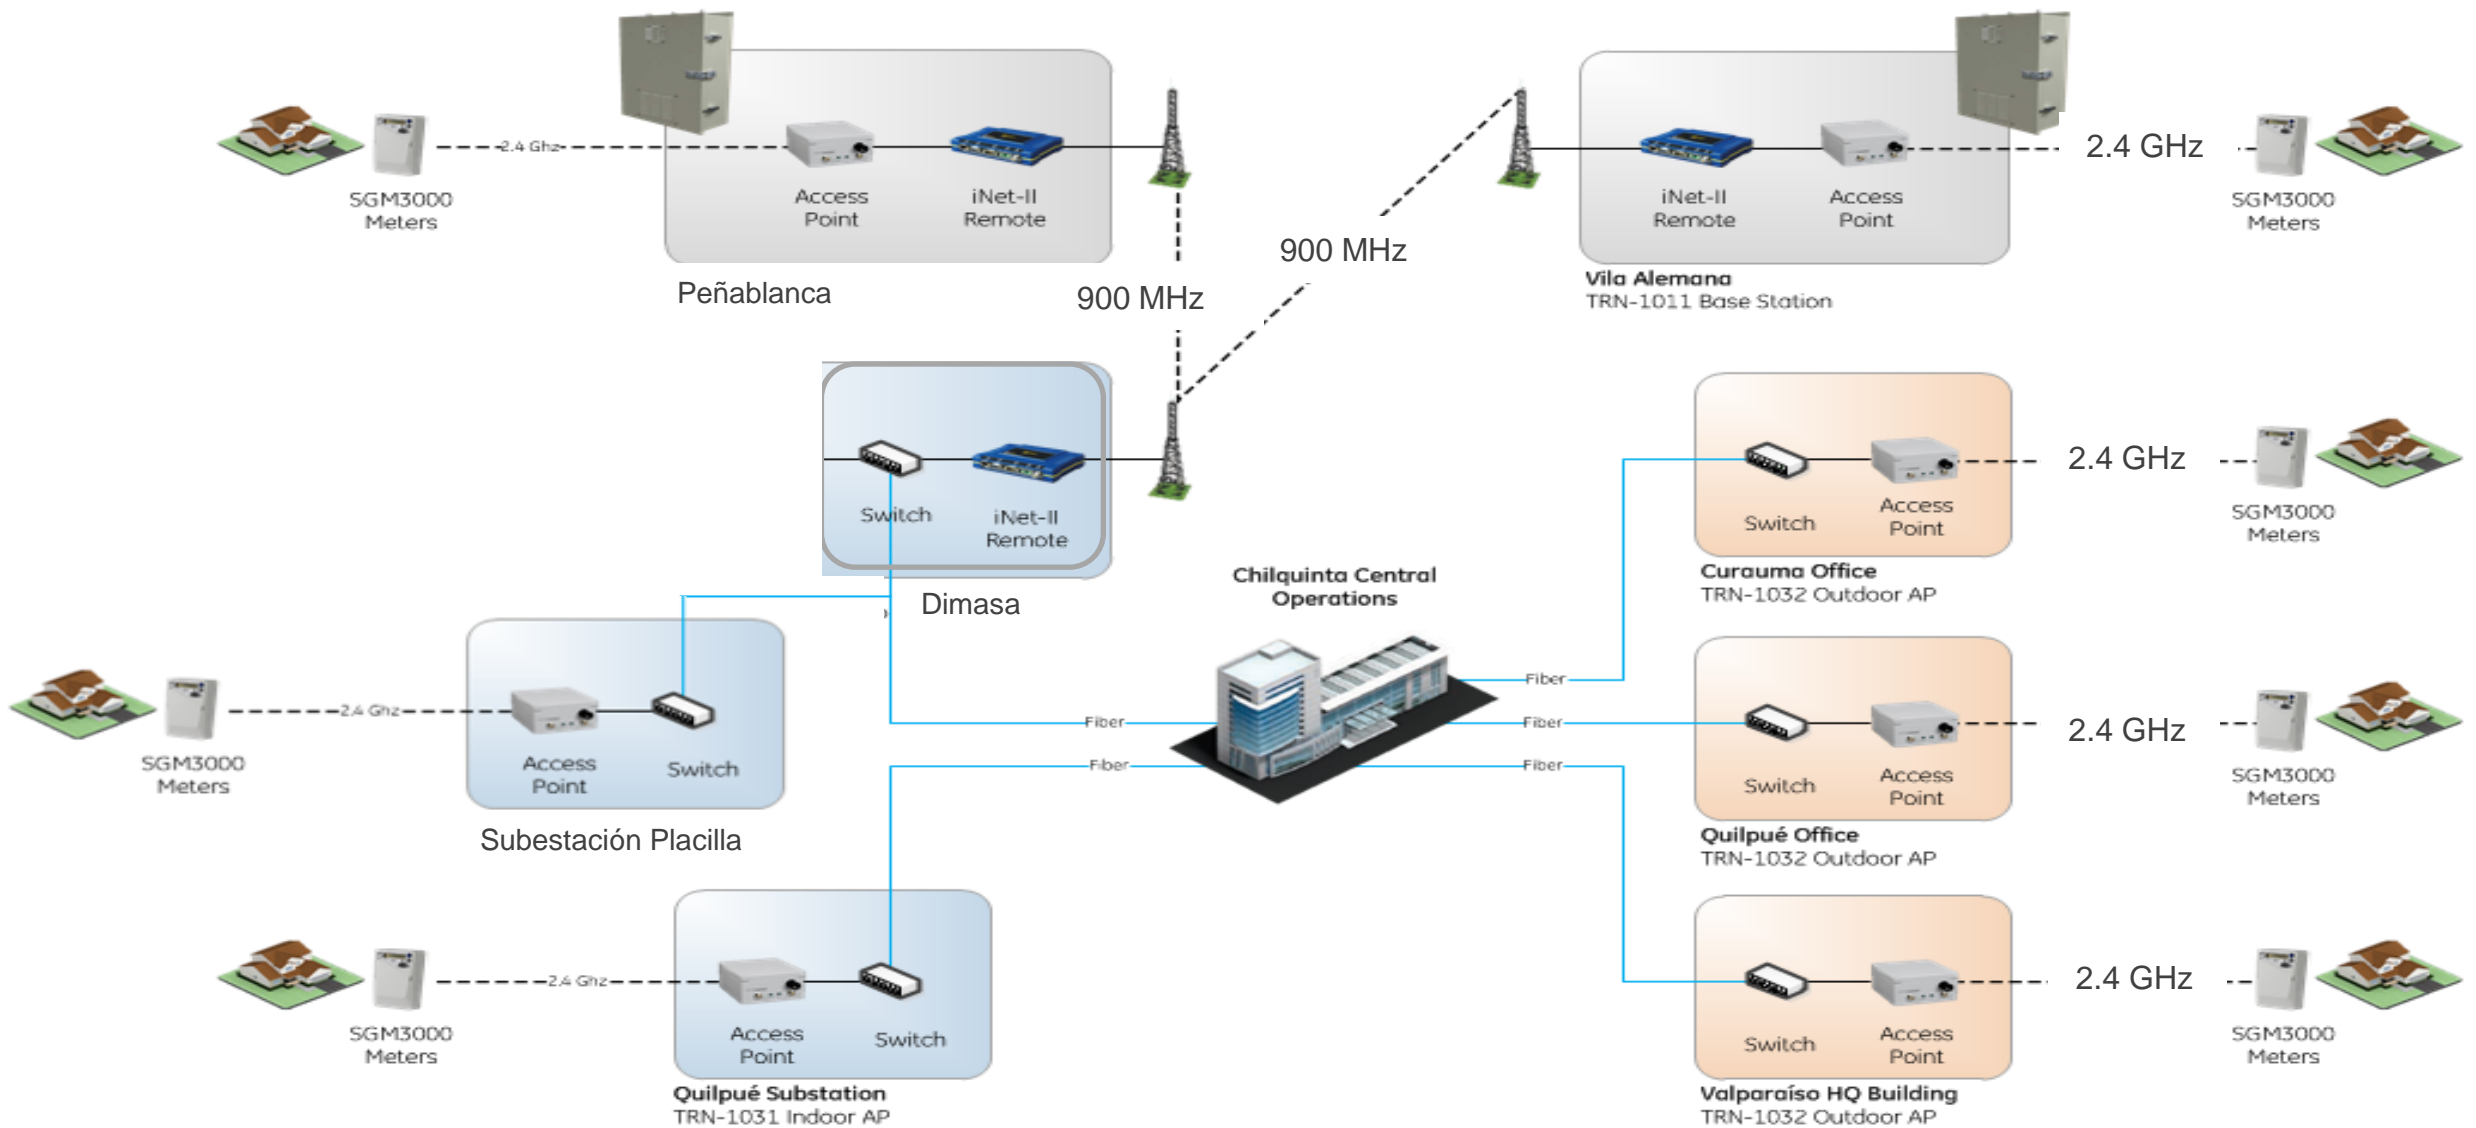 2.4 Ghz
SGM3000
Meters
Access
Point
iNet-II
Remote
Peñablanca
900 MHz
900 MHz
iNet-II
Remote
Access
Point
2.4 GHz
SGM3000
Meters
Vila Alemana
TRN-1011 Base Station
Switch
iNet-II
Remote
Dimasa
2.4 Ghz
SGM3000
Meters
Access
Point
Switch
Subestación Placilla
2.4 Ghz
SGM3000
Meters
Access
Point
Switch
Quilpué Substation
TRN-1031 Indoor AP
Chilquinta Central
Operations
Fiber
Fiber
Fiber
Fiber
Fiber
Switch
Access
Point
2.4 GHz
SGM3000
Meters
Curauma Office
TRN-1032 Outdoor AP
Switch
Access
Point
2.4 GHz
SGM3000
Meters
Quilpué Office
TRN-1032 Outdoor AP
Switch
Access
Point
2.4 GHz
SGM3000
Meters
Valparaíso HQ Building
TRN-1032 Outdoor AP